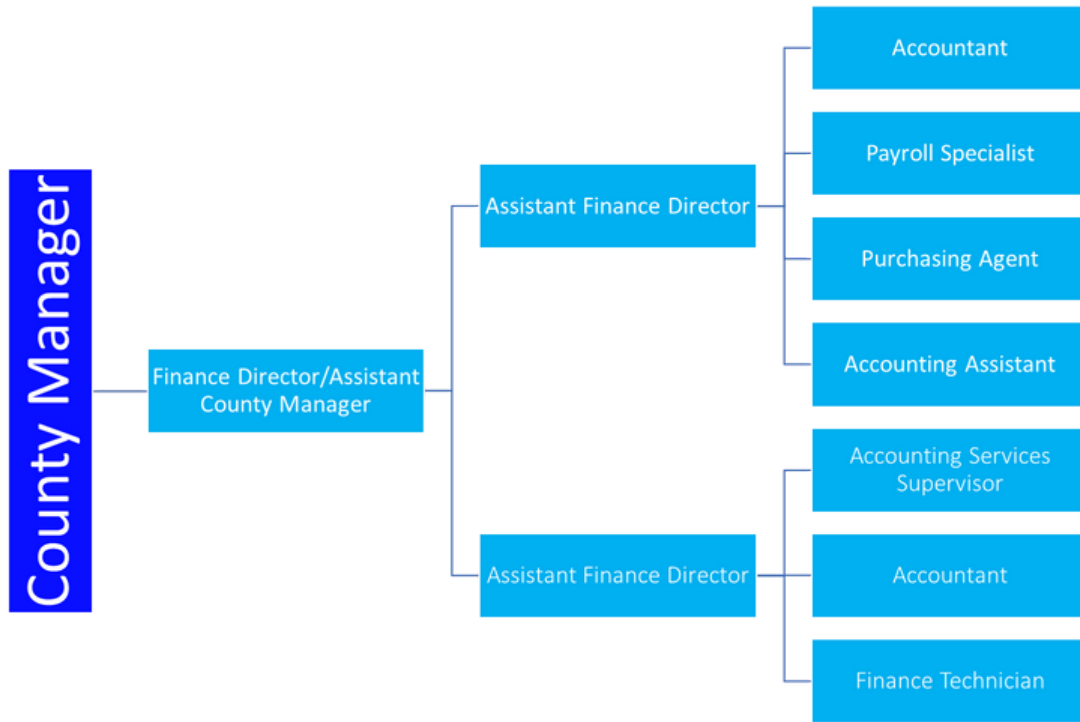 County Manager
Finance Director/Assistant
County Manager
Assistant Finance Director
Accountant
Payroll Specialist
Purchasing Agent
Accounting Assistant
Assistant Finance Director
Accounting Services
Supervisor
Accountant
Finance Technician